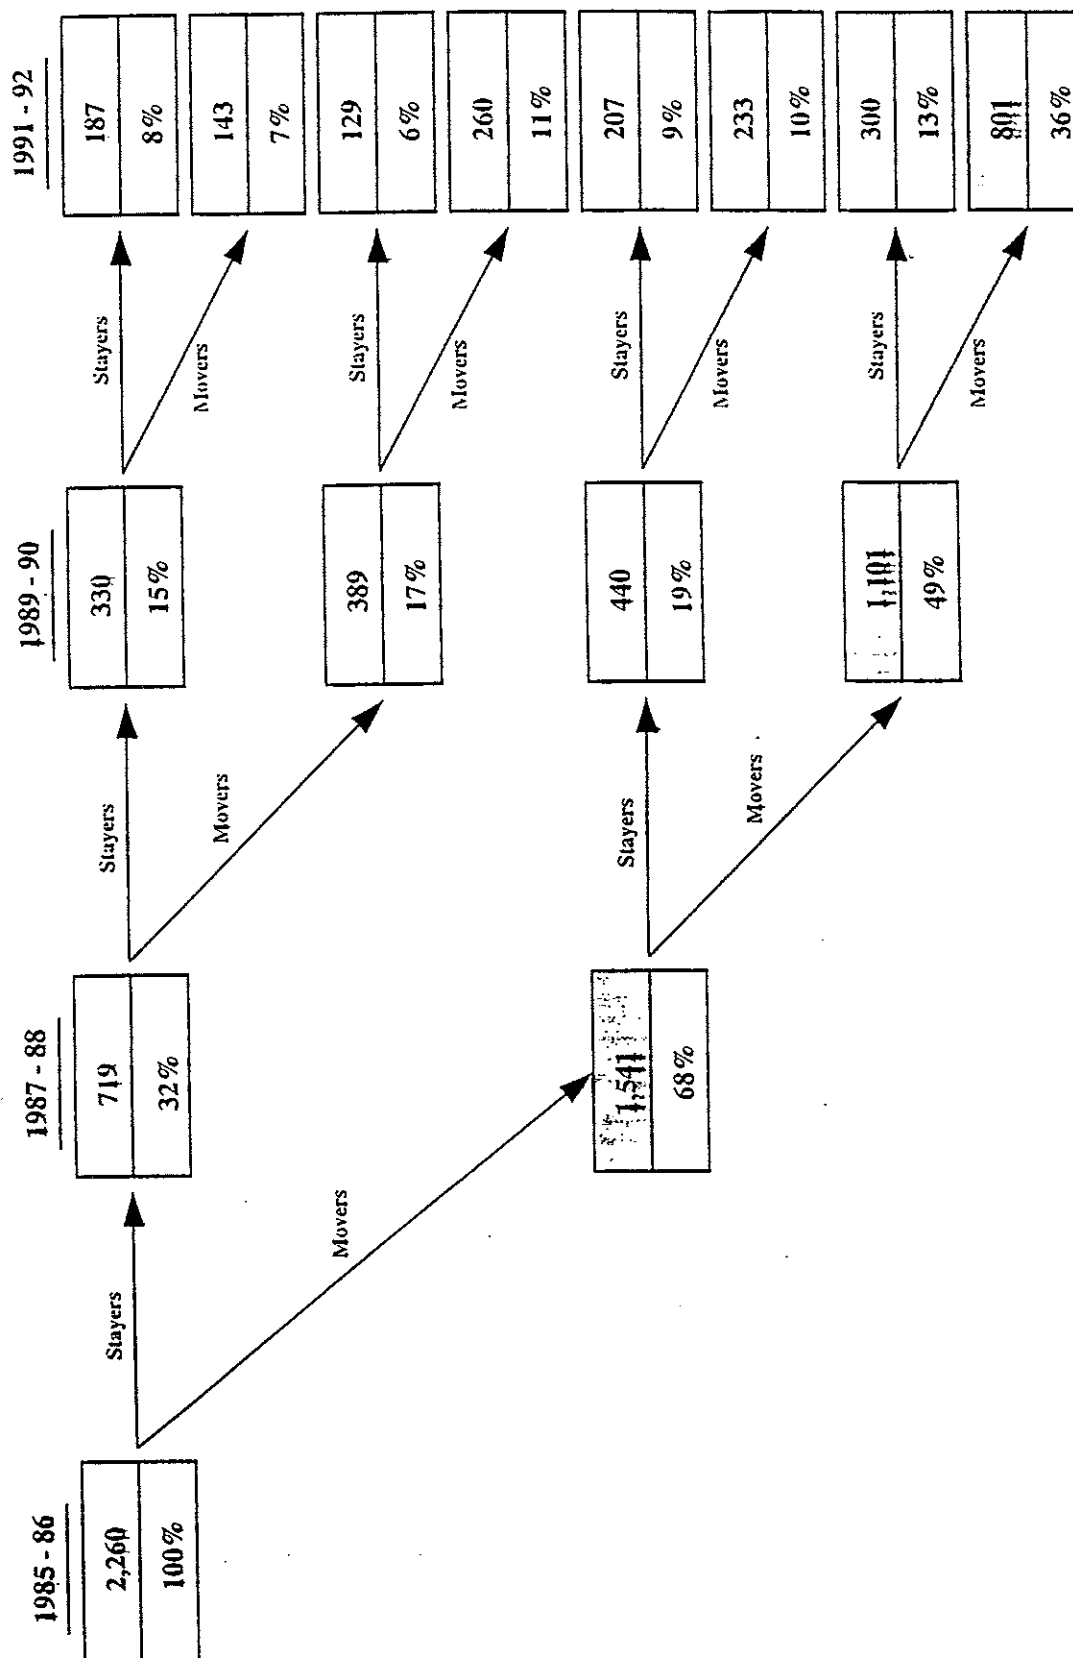 1985 - 86
2,260
100%
Stayers
Movers
1987 - 88
719
32%
1,541
68%
Stayers
Movers
Stayers
Movers
1989 - 90
330
15%
389
17%
440
19%
1,101
49%
Stayers
Movers
Stayers
Movers
Stayers
Movers
Stayers
Movers
1991 - 92
187
8%
143
7%
129
6%
260
11%
207
9%
233
10%
300
13%
801
36%